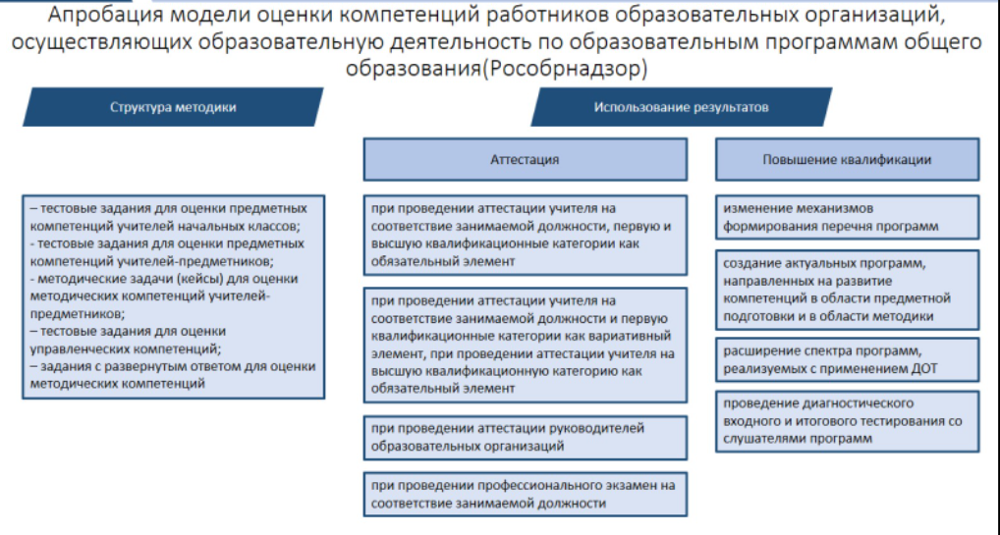 Апробация модели оценки компетенций работников образовательных организаций,
осуществляющих образовательную деятельность по образовательным программам общего
образования(Рособрнадзор)
Структура методики
Использование результатов
Аттестация
Повышение квалификации
– тестовые задания для оценки предметных
компетенций учителей начальных классов;
- тестовые задания для оценки предметных
компетенций учителей-предметников;
- методические задачи (кейсы) для оценки
методических компетенций учителей-
предметников;
– тестовые задания для оценки
управленческих компетенций;
– задания с развернутым ответом для оценки
методических компетенций
при проведении аттестации учителя на
соответствие занимаемой должности, первую и
высшую квалификационные категории как
обязательный элемент
при проведении аттестации учителя на
соответствие занимаемой должности и первую
квалификационные категории как вариативный
элемент, при проведении аттестации учителя на
высшую квалификационную категорию как
обязательный элемент
при проведении аттестации руководителей
образовательных организаций
при проведении профессионального экзамен на
соответствие занимаемой должности
изменение механизмов
формирования перечня программ
создание актуальных программ,
направленных на развитие
компетенций в области предметной
подготовки и в области методики
расширение спектра программ,
реализуемых с применением ДОТ
проведение диагностического
входного и итогового тестирования со
слушателями программ